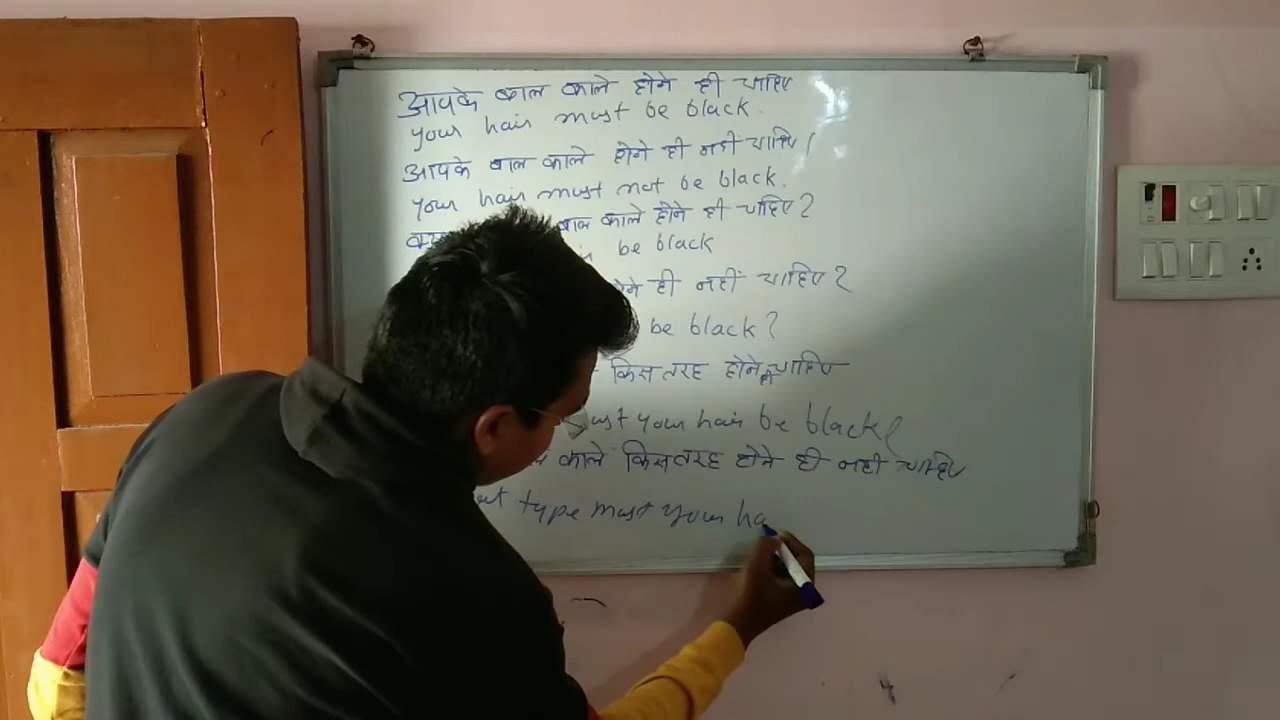 आपके बाल काले होने ही चाहिए
your hair must be black.
आपके बाल काले होने ही नहीं चाहिए।
your hair must not be black.
बाल काले होने ही चाहिए?
be black
ही नहीं चाहिए?
be black?
किस तरह होने ही चाहिए
your hair be black?
काले किस तरह होने ही नहीं चाहिए
type must your ha